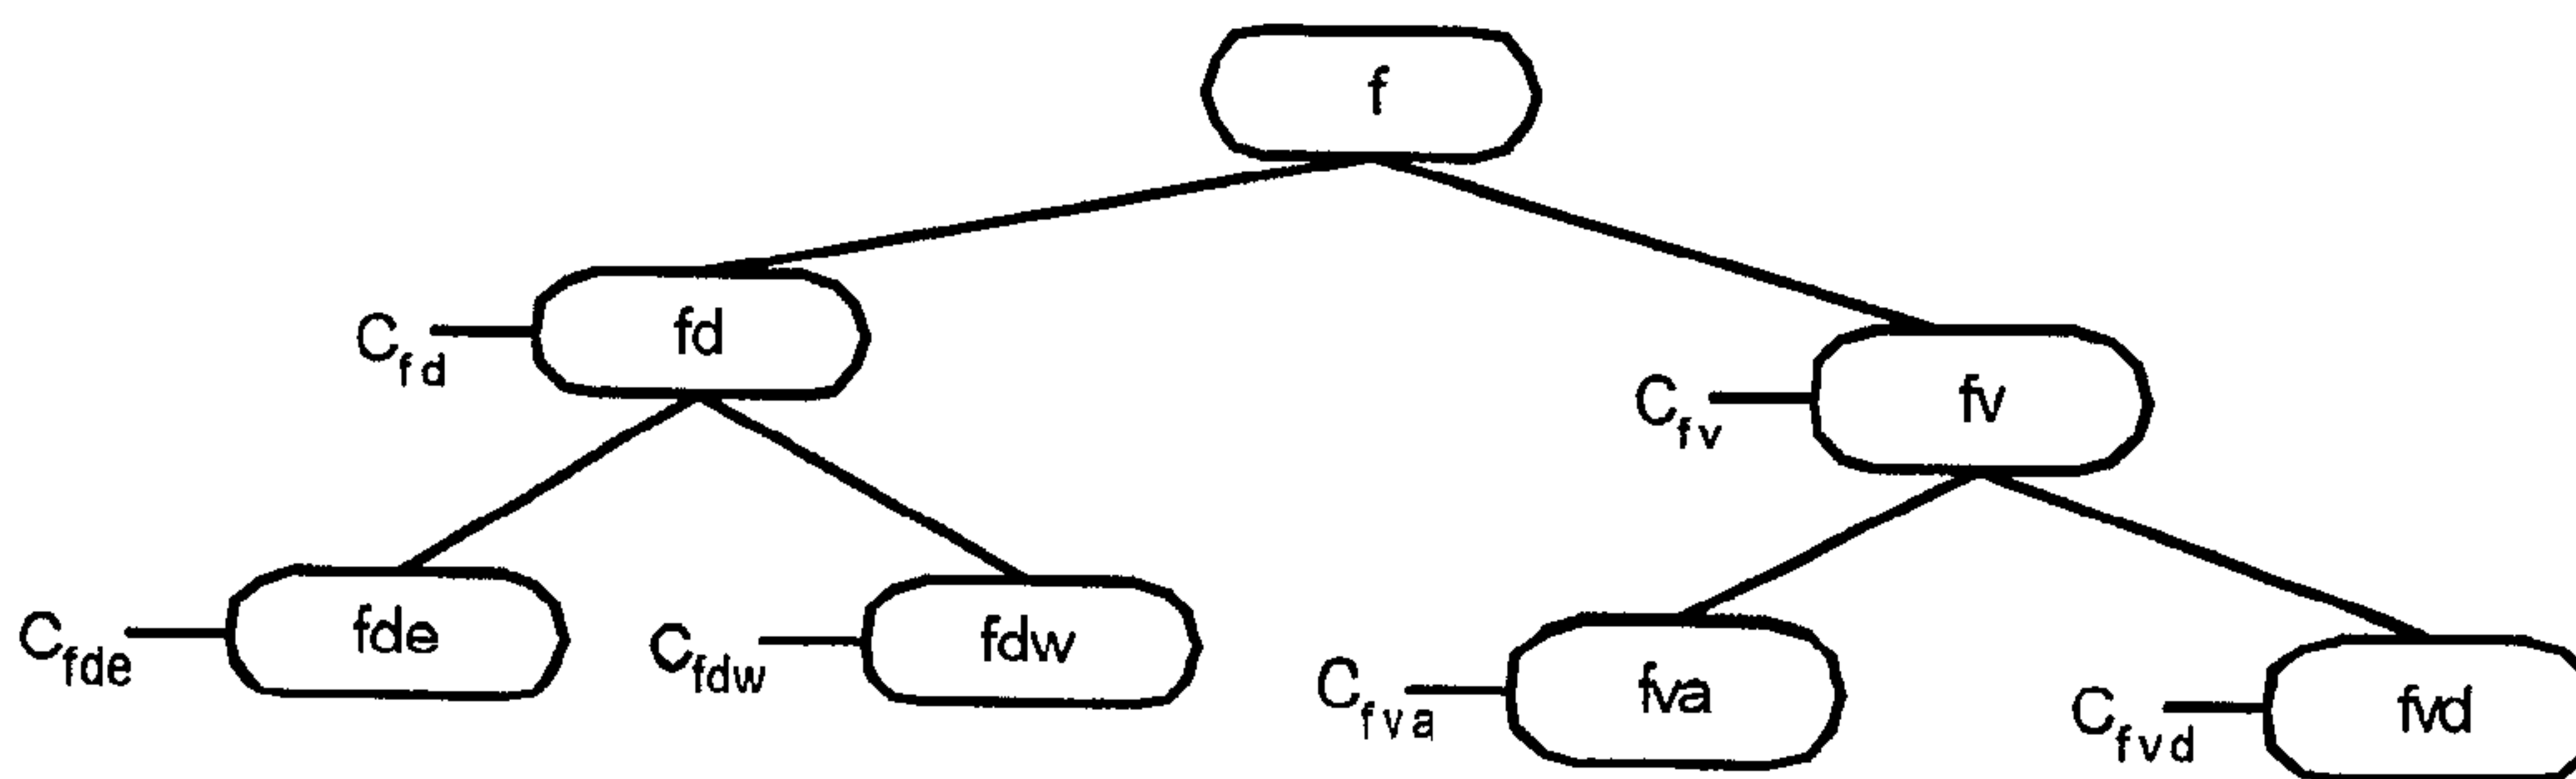 f
C_fd fd
C_fv fv
C_fde fde C_fdw fdw C_fva fva C_fvd fvd